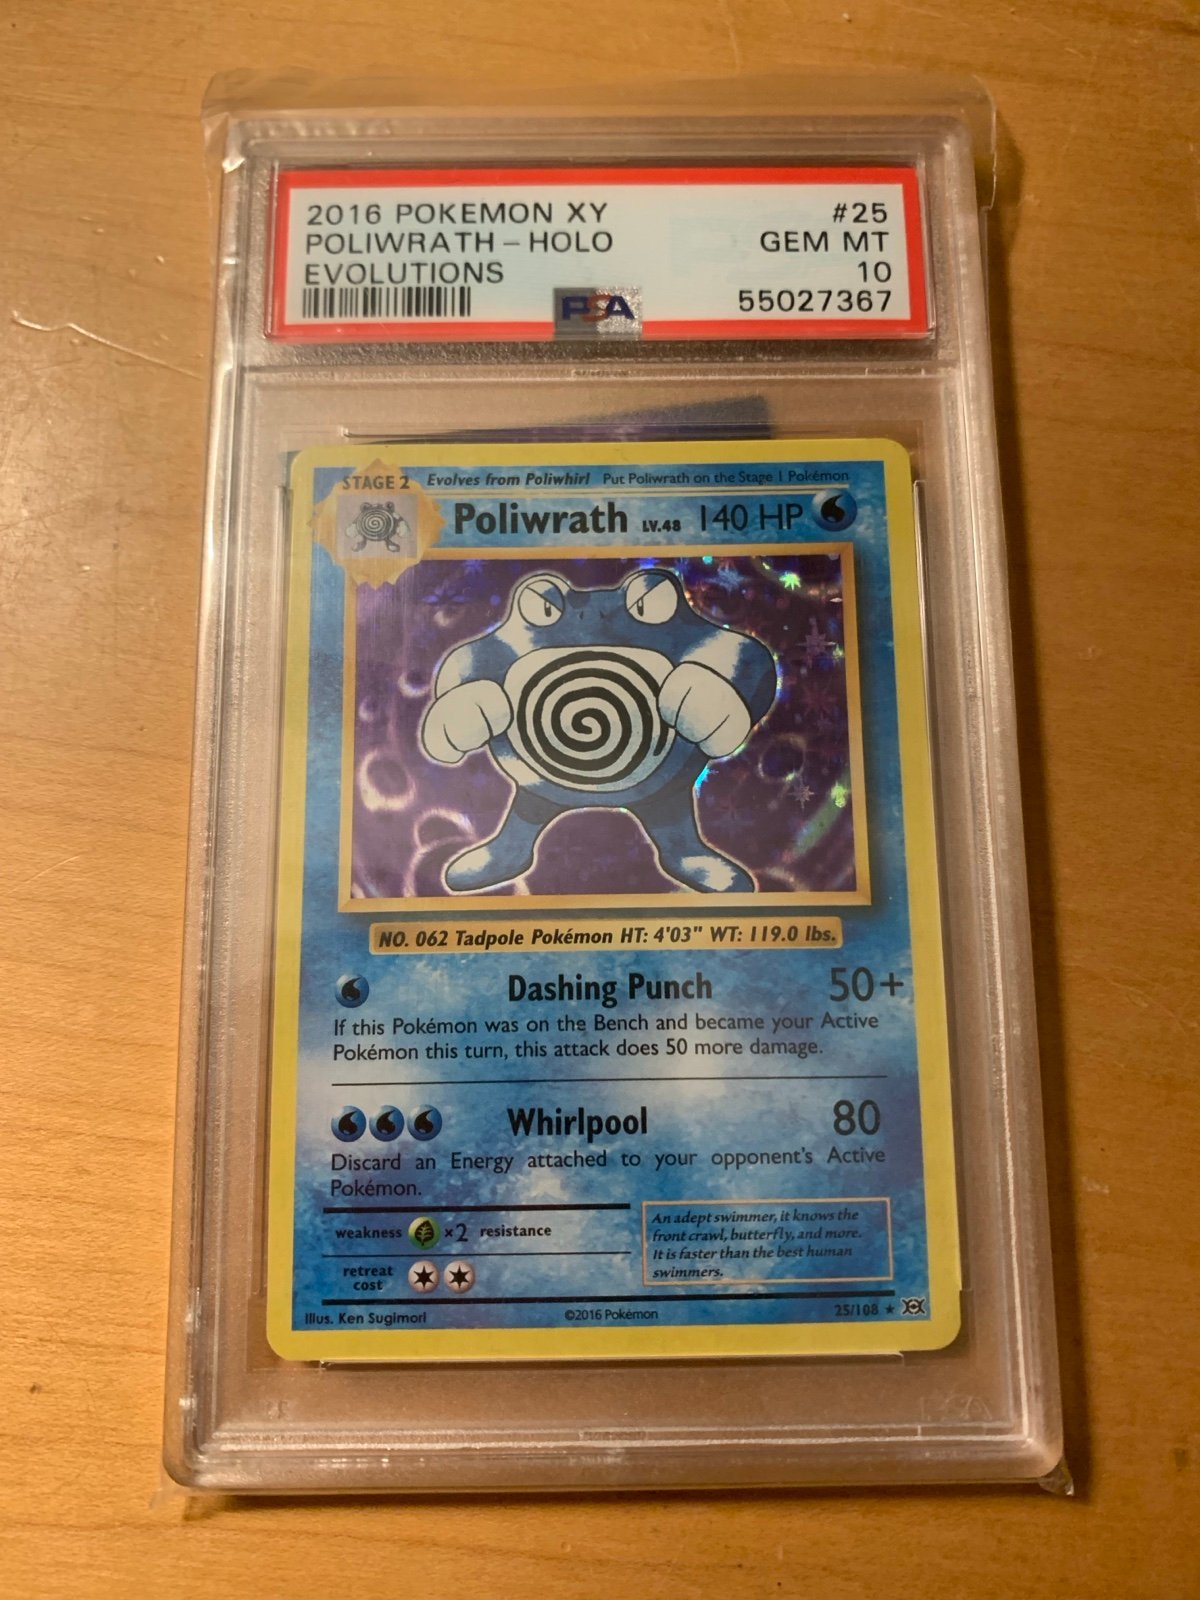 2016 POKEMON XY #25
POLIWRATH - HOLO GEM MT
EVOLUTIONS 10
PSA 55027367
STAGE 2 Evolves from Poliwhirl Put Poliwrath on the Stage 1 Pokémon
Poliwrath LV.48 140 HP
NO. 062 Tadpole Pokémon HT: 4'03" WT: 119.0 lbs.
Dashing Punch 50+
If this Pokémon was on the Bench and became your Active
Pokémon this turn, this attack does 50 more damage.
Whirlpool 80
Discard an Energy attached to your opponent's Active
Pokémon.
weakness ×2 resistance
retreat
cost
An adept swimmer, it knows the
front crawl, butterfly, and more.
It is faster than the best human
swimmers.
Illus. Ken Sugimori ©2016 Pokémon 25/108 ★